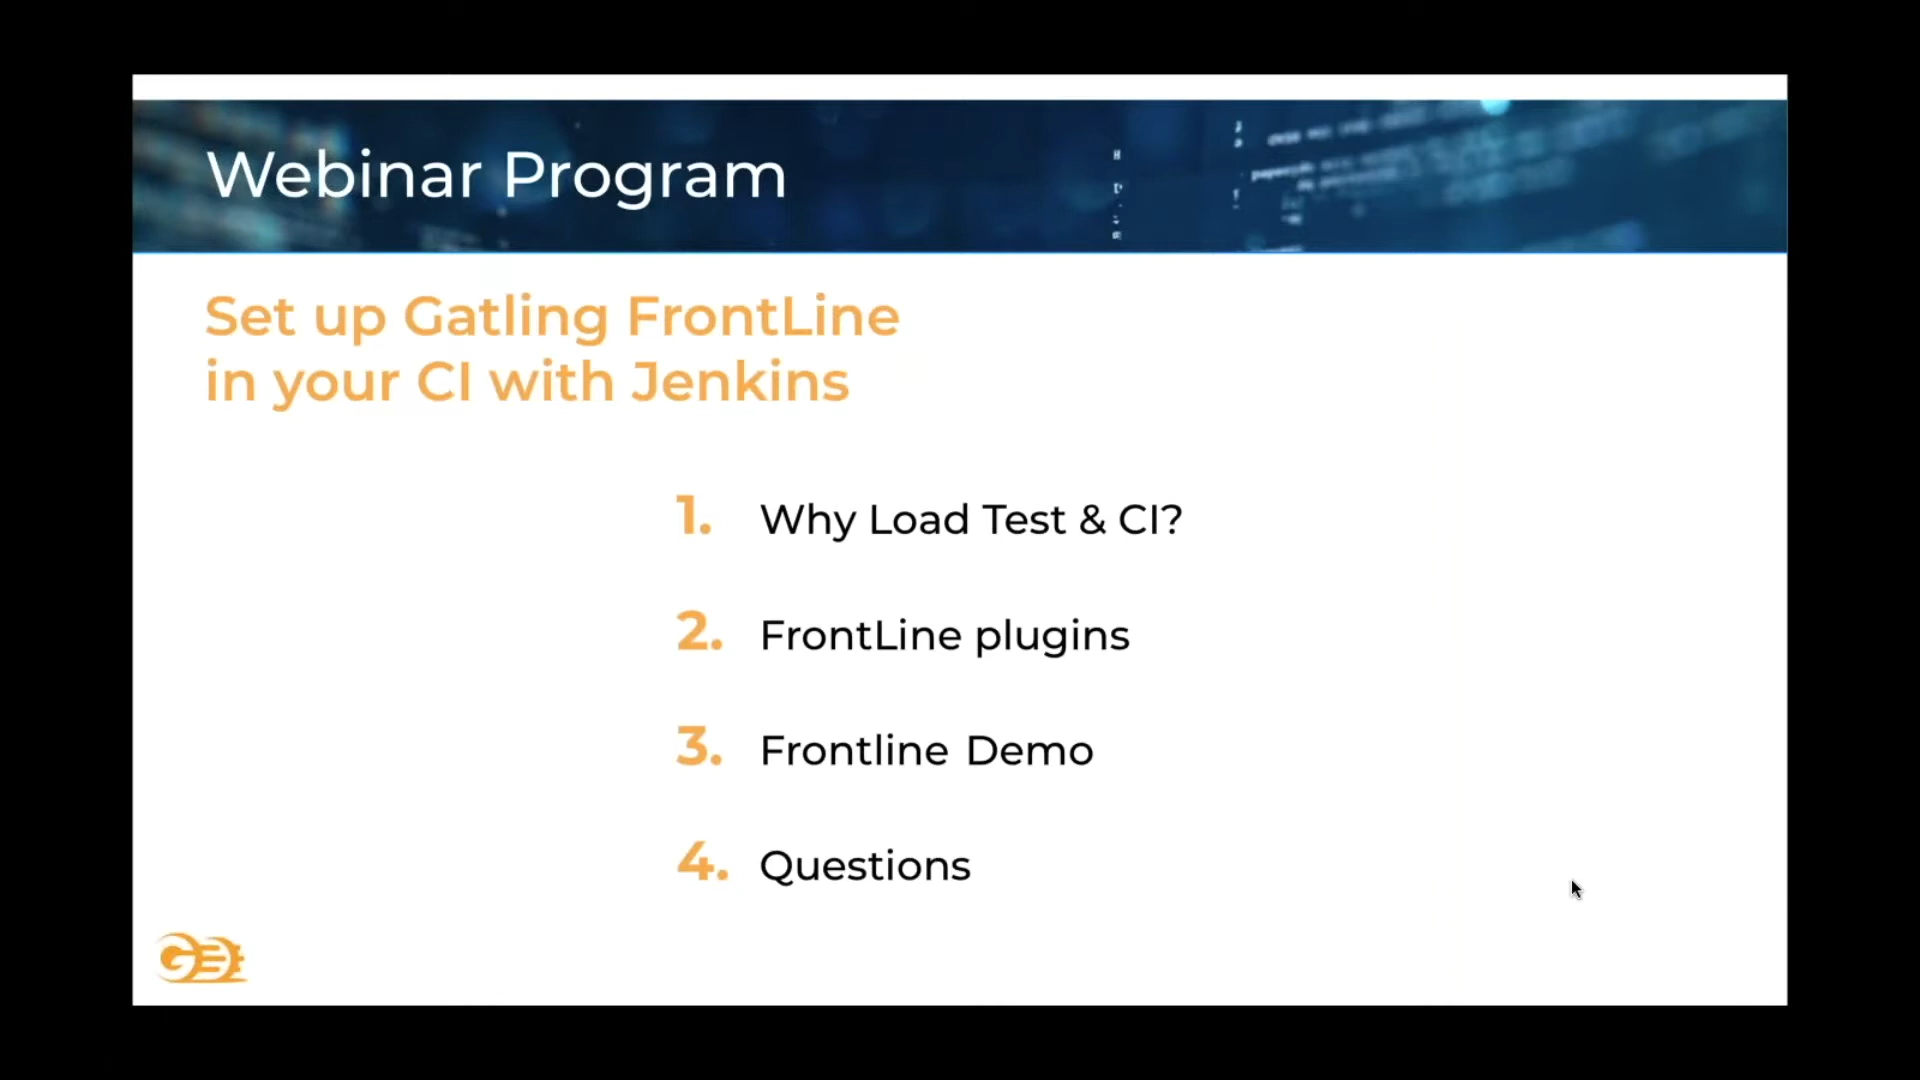 Webinar Program
Set up Gatling FrontLine
in your CI with Jenkins
1. Why Load Test & CI?
2. FrontLine plugins
3. Frontline Demo
4. Questions